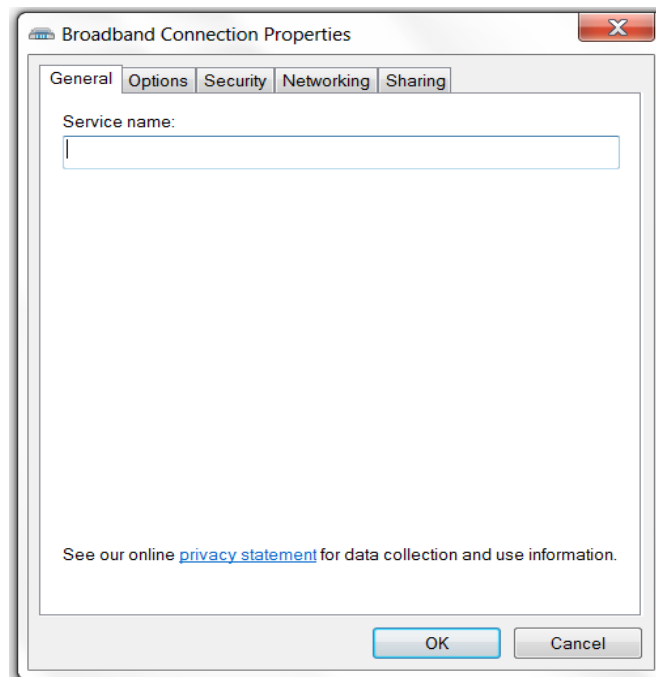 Broadband Connection Properties
General Options Security Networking Sharing
Service name:
See our online privacy statement for data collection and use information.
OK Cancel